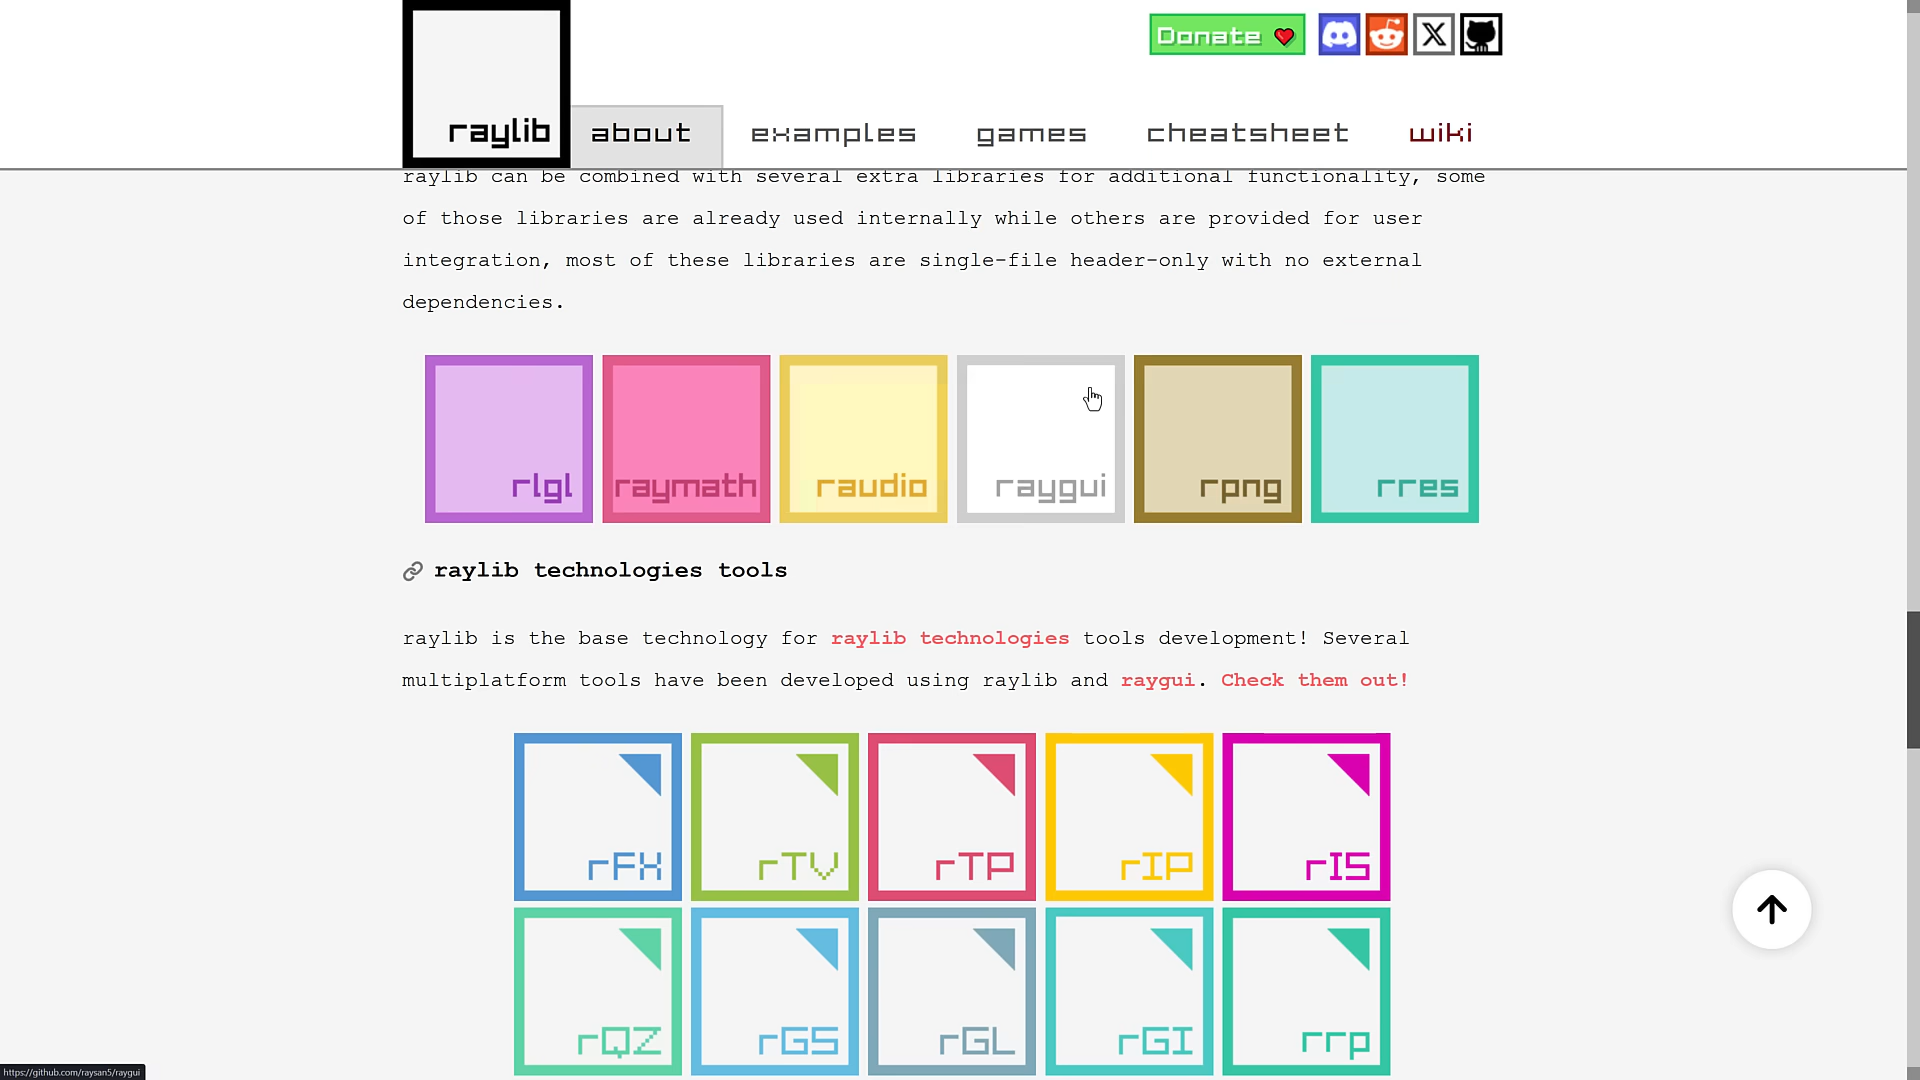 Donate
raylib
about
examples
games
cheatsheet
wiki
raylib can be combined with several extra libraries for additional functionality, some
of those libraries are already used internally while others are provided for user
integration, most of these libraries are single-file header-only with no external
dependencies.
rlgl
raymath
raudio
raygui
rpng
rres
raylib technologies tools
raylib is the base technology for raylib technologies tools development! Several
multiplatform tools have been developed using raylib and raygui. Check them out!
rFX
rTV
rTP
rIP
rIS
rQZ
rGS
rGL
rGI
rrp
https://github.com/raysan5/raygui